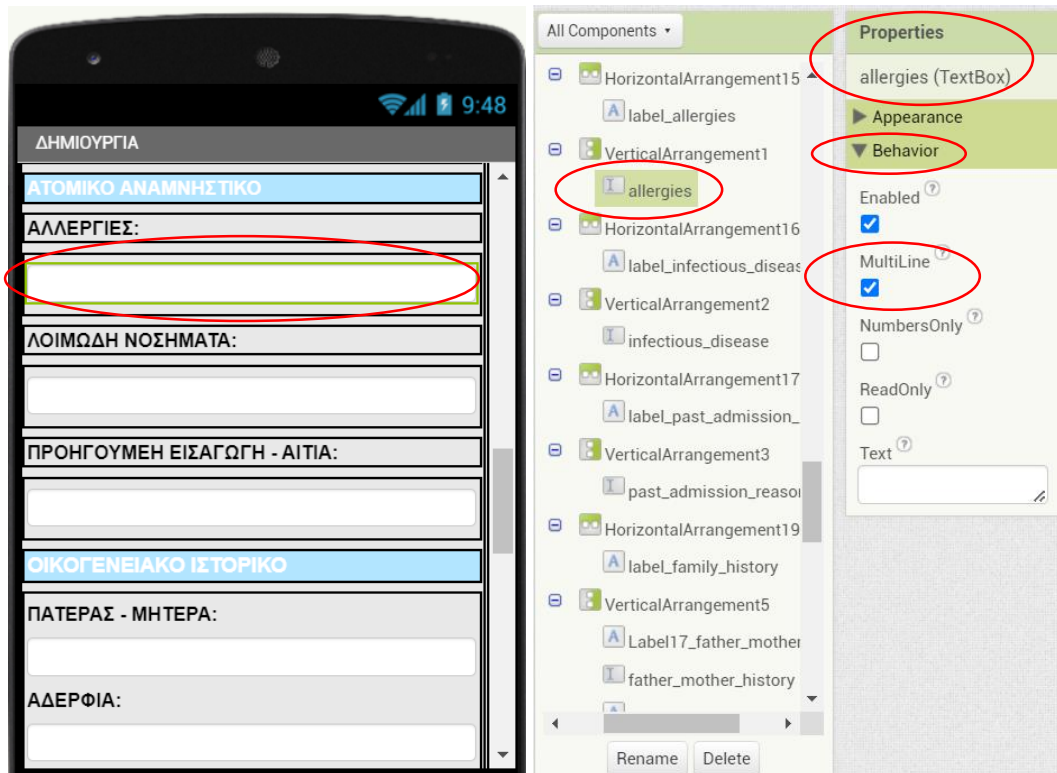 9:48
ΔΗΜΙΟΥΡΓΙΑ
ΑΤΟΜΙΚΟ ΑΝΑΜΝΗΣΤΙΚΟ
ΑΛΛΕΡΓΙΕΣ:
ΛΟΙΜΩΔΗ ΝΟΣΗΜΑΤΑ:
ΠΡΟΗΓΟΥΜΕΗ ΕΙΣΑΓΩΓΗ - ΑΙΤΙΑ:
ΟΙΚΟΓΕΝΕΙΑΚΟ ΙΣΤΟΡΙΚΟ
ΠΑΤΕΡΑΣ - ΜΗΤΕΡΑ:
ΑΔΕΡΦΙΑ:
All Components
HorizontalArrangement15
A label_allergies
VerticalArrangement1
allergies
HorizontalArrangement16
A label_infectious_diseas
VerticalArrangement2
infectious_disease
HorizontalArrangement17
A label_past_admission_
VerticalArrangement3
past_admission_reason
HorizontalArrangement19
A label_family_history
VerticalArrangement5
A Label17_father_mother
father_mother_history
A
Rename Delete
Properties
allergies (TextBox)
Appearance
Behavior
Enabled ?
MultiLine ?
NumbersOnly ?
ReadOnly ?
Text ?